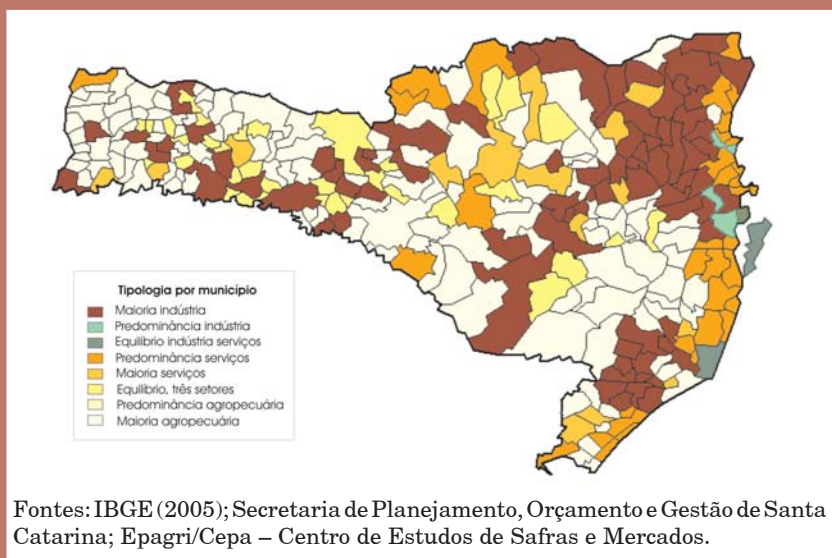 Tipologia por municipio
Maioria indústria
Predominância indústria
Equilíbrio indústria serviços
Predominância serviços
Maioria serviços
Equilíbrio, três setores
Predominância agropecuária
Maioria agropecuária
Fontes: IBGE (2005); Secretaria de Planejamento, Orçamento e Gestão de Santa
Catarina; Epagri/Cepa – Centro de Estudos de Safras e Mercados.